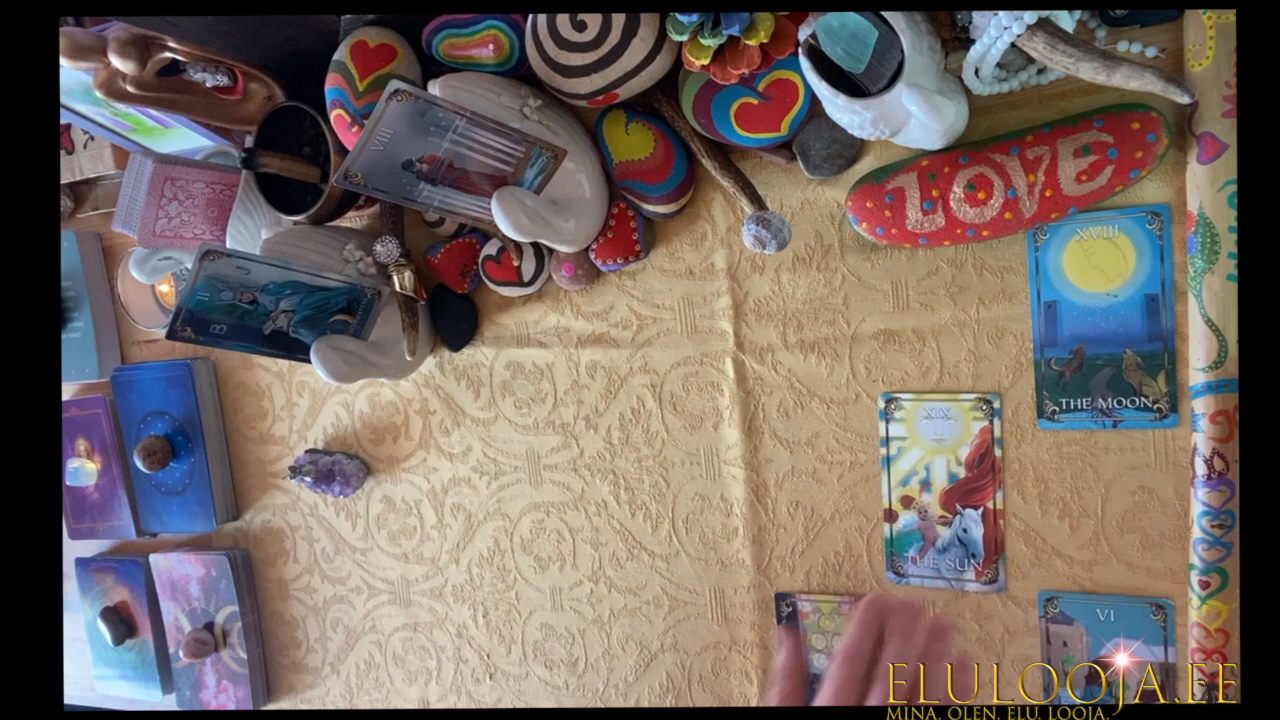 VIII
LOVE
XVIII
B
II
J
THE MOON
XIX
THE SUN
VI
ELULOOJA.EE
MINA. OLEN. ELU. LOOJA.